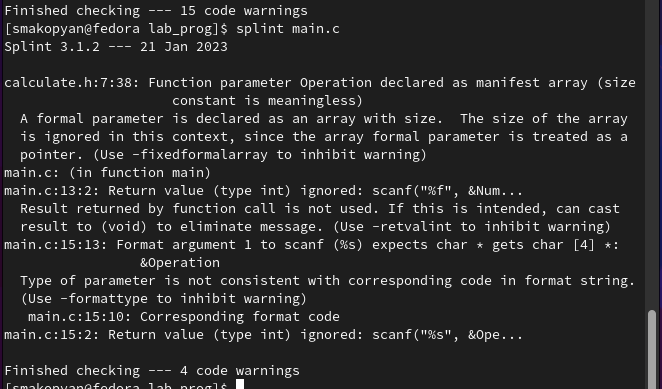 Finished checking --- 15 code warnings
[smakopyan@fedora lab_prog]$ splint main.c
Splint 3.1.2 --- 21 Jan 2023
calculate.h:7:38: Function parameter Operation declared as manifest array (size
constant is meaningless)
A formal parameter is declared as an array with size.  The size of the array
is ignored in this context, since the array formal parameter is treated as a
pointer. (Use -fixedformalarray to inhibit warning)
main.c: (in function main)
main.c:13:2: Return value (type int) ignored: scanf("%f", &Num...
Result returned by function call is not used. If this is intended, can cast
result to (void) to eliminate message. (Use -retvalint to inhibit warning)
main.c:15:13: Format argument 1 to scanf (%s) expects char * gets char [4] *:
&Operation
Type of parameter is not consistent with corresponding code in format string.
(Use -formattype to inhibit warning)
main.c:15:10: Corresponding format code
main.c:15:2: Return value (type int) ignored: scanf("%s", &Ope...
Finished checking --- 4 code warnings
[smakopyan@fedora lab_prog]$